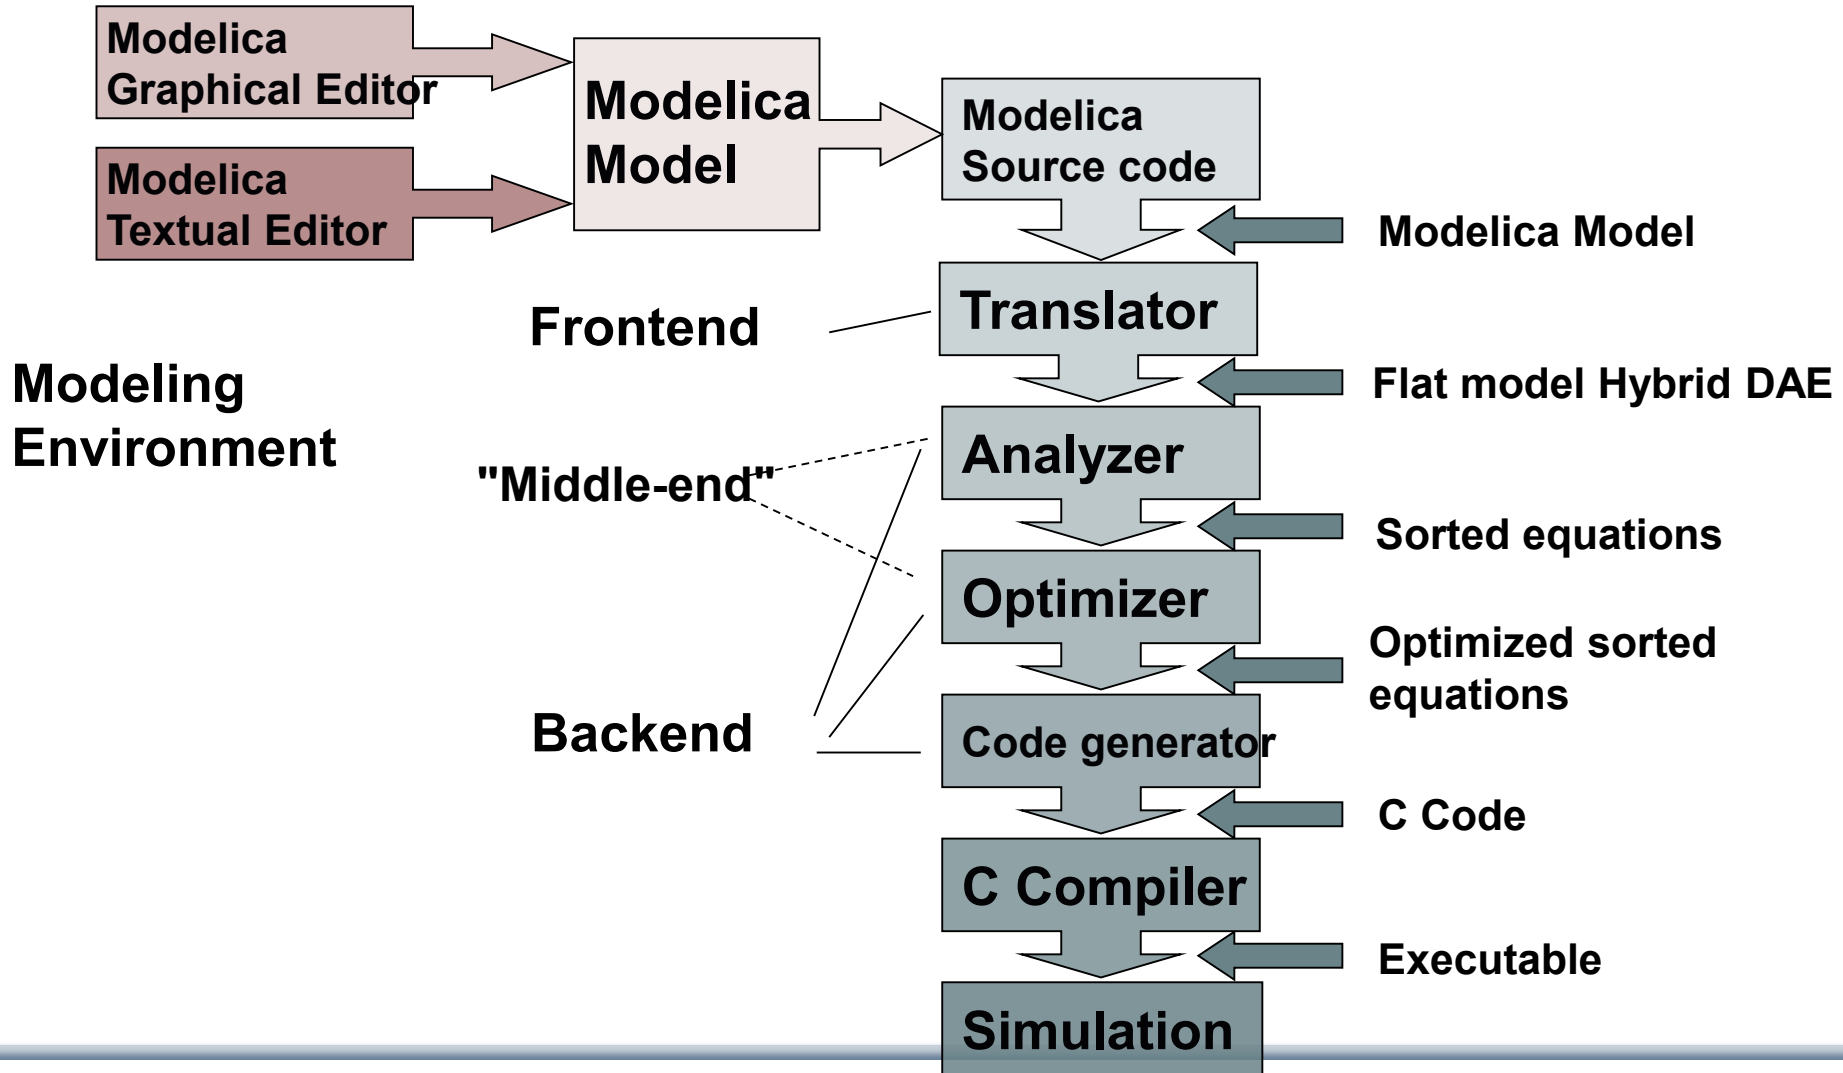 Modelica
Graphical Editor
Modelica
Textual Editor
Modelica
Model
Modelica
Source code
Modelica Model
Translator
Frontend
Flat model Hybrid DAE
Modeling
Environment
Analyzer
"Middle-end"
Sorted equations
Optimizer
Optimized sorted
equations
Backend
Code generator
C Code
C Compiler
Executable
Simulation